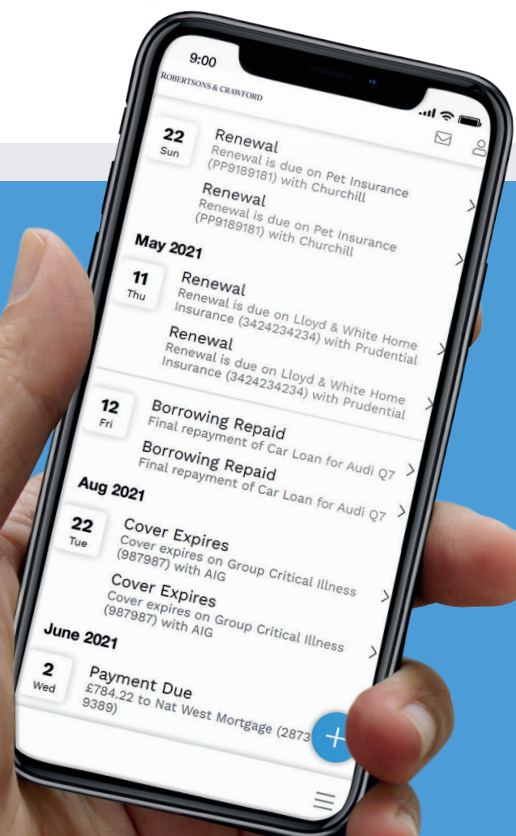 9:00
ROBERTSONS & CRAWFORD
22
Sun
Renewal
Renewal is due on Pet Insurance
(PP9189181) with Churchill
Renewal
Renewal is due on Pet Insurance
(PP9189181) with Churchill
May 2021
11
Thu
Renewal
Renewal is due on Lloyd & White Home
Insurance (3424234234) with Prudential
Renewal
Renewal is due on Lloyd & White Home
Insurance (3424234234) with Prudential
12
Fri
Borrowing Repaid
Final repayment of Car Loan for Audi Q7
Borrowing Repaid
Final repayment of Car Loan for Audi Q7
Aug 2021
22
Tue
Cover Expires
Cover expires on Group Critical Illness
(987987) with AIG
Cover Expires
Cover expires on Group Critical Illness
(987987) with AIG
June 2021
2
Wed
Payment Due
£784.22 to Nat West Mortgage (2873
9389)